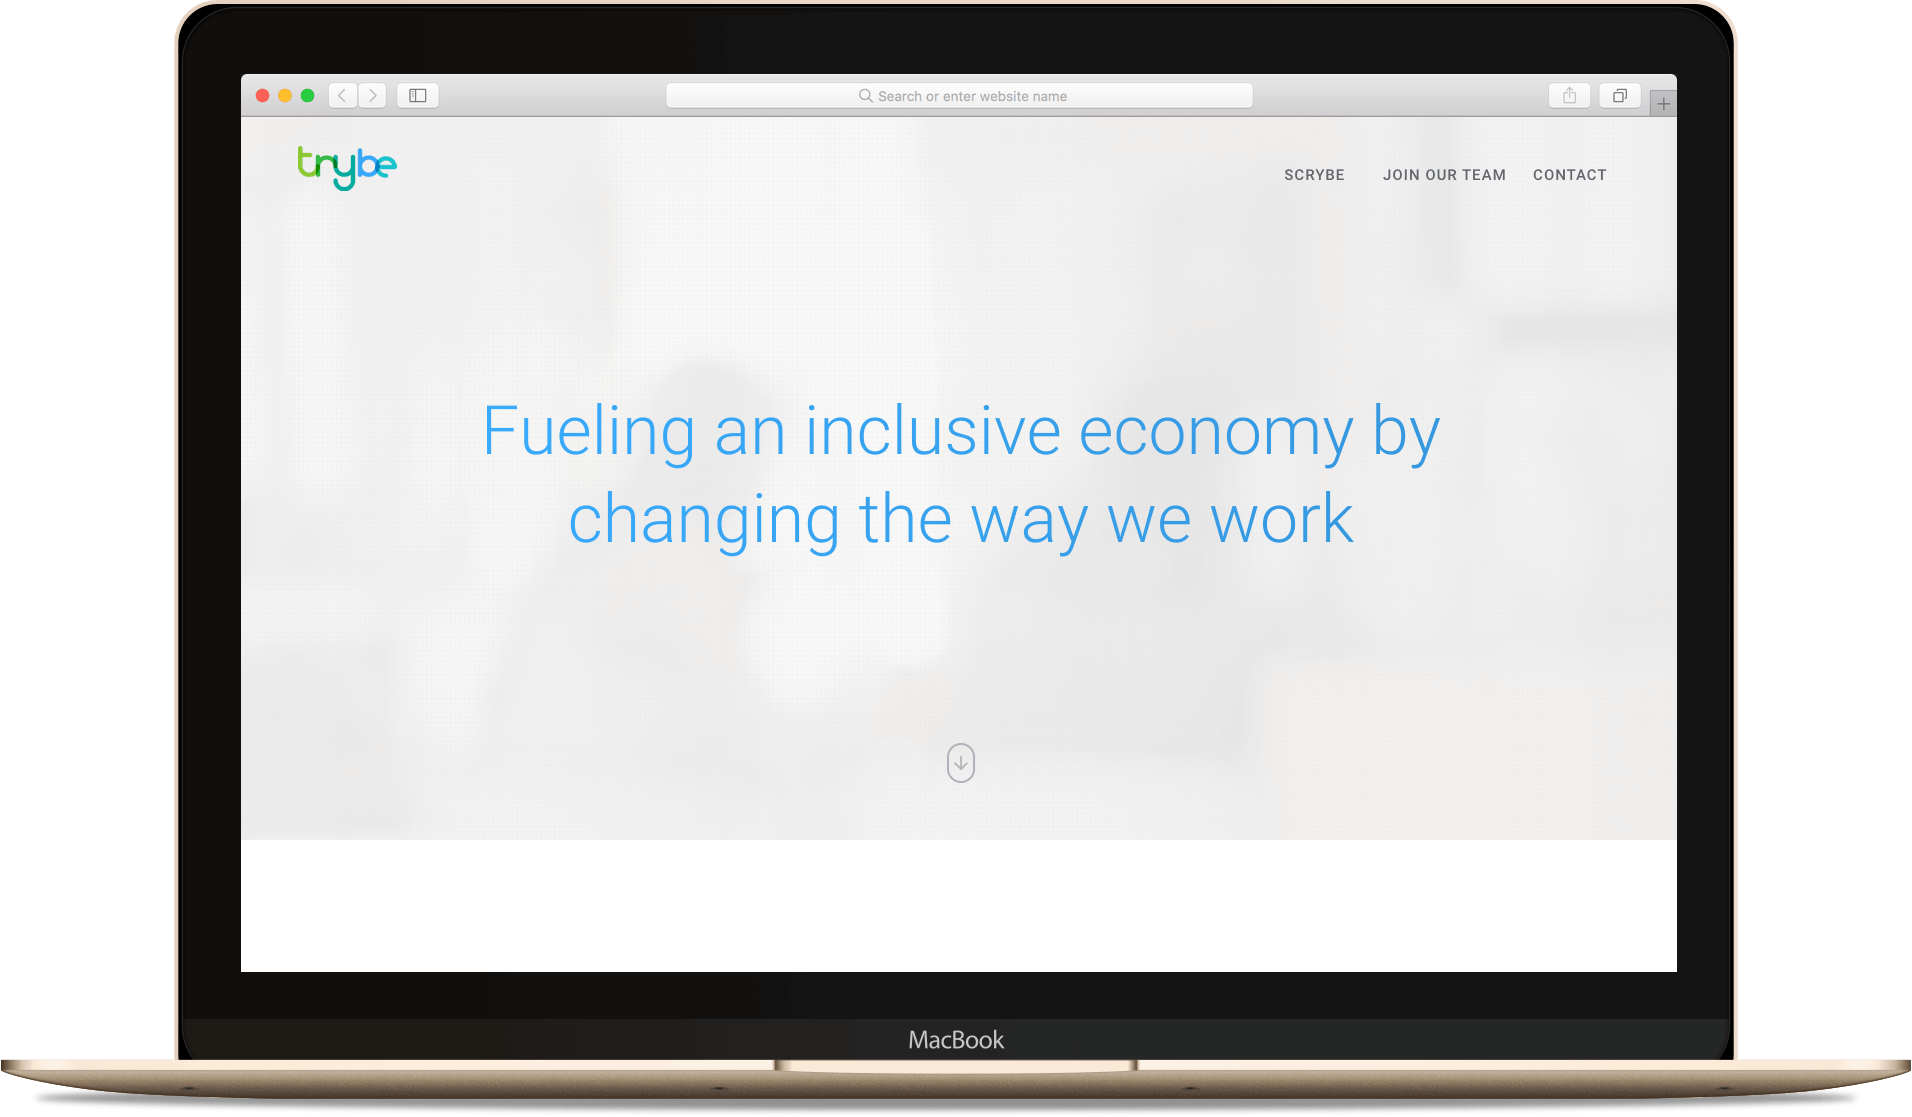 Search or enter website name
trybe
SCRYBE JOIN OUR TEAM CONTACT
Fueling an inclusive economy by
changing the way we work
MacBook